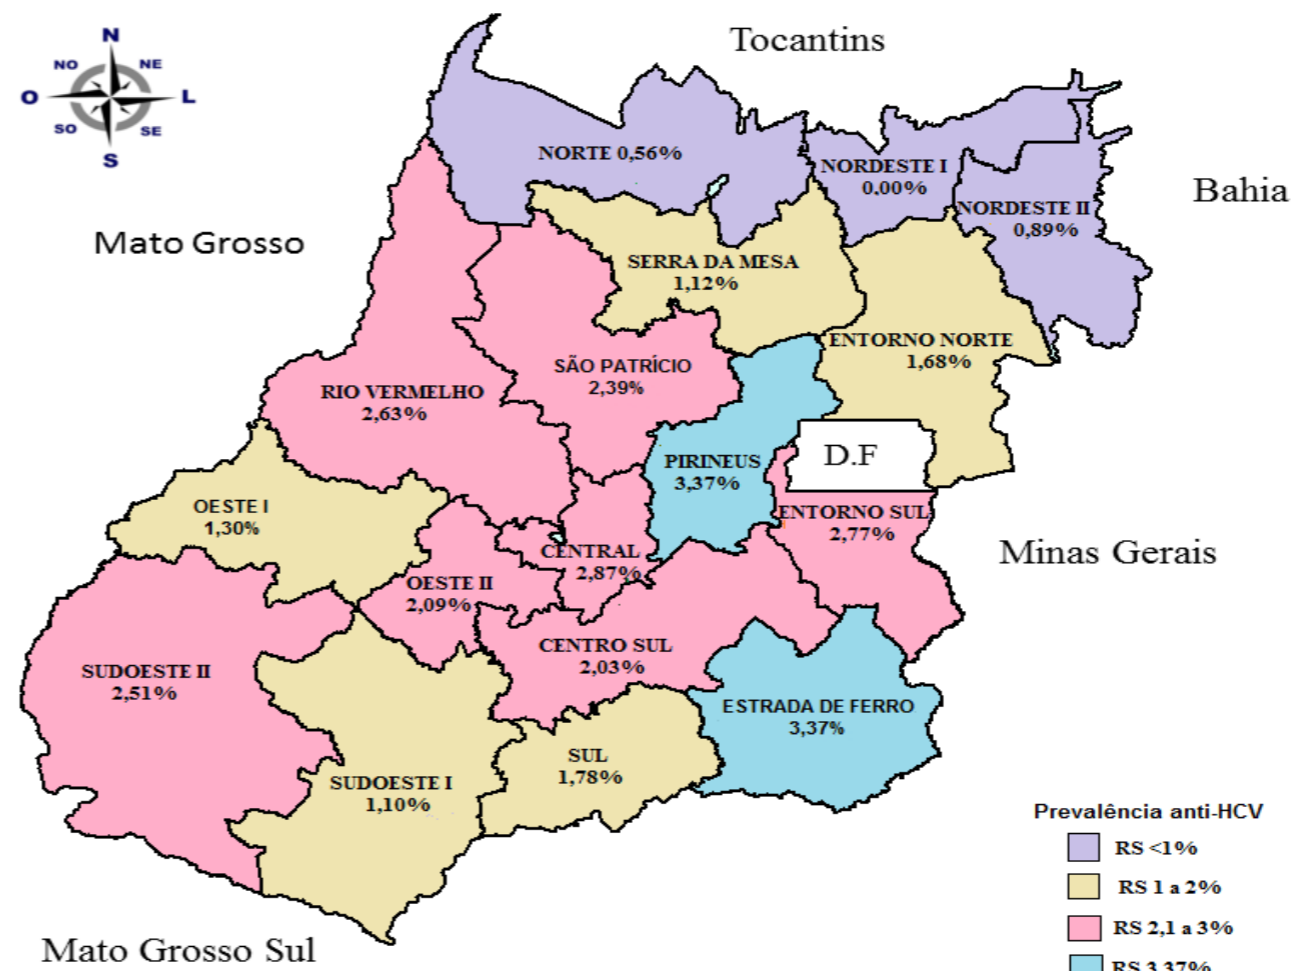 Tocantins
N
NO
NE
O
L
SO
SE
S
NORTE 0,56%
NORDESTE I
0.00%
Bahia
NORDESTE II
0,89%
Mato Grosso
SERRA DA MESA
1,12%
ENTORNO NORTE
1,68%
SÃO PATRÍCIO
2,39%
RIO VERMELHO
2,63%
D.F
PIRINEUS
3,37%
OESTE I
1,30%
ENTORNO SUL
2,77%
Minas Gerais
CENTRAL
2,87%
OESTE II
2,09%
CENTRO SUL
2,03%
SUDOESTE II
2,51%
ESTRADA DE FERRO
3,37%
SUL
1,78%
SUDOESTE I
1,10%
Prevalência anti-HCV
RS <1%
RS 1 a 2%
RS 2,1 a 3%
RS 3,37%
Mato Grosso Sul